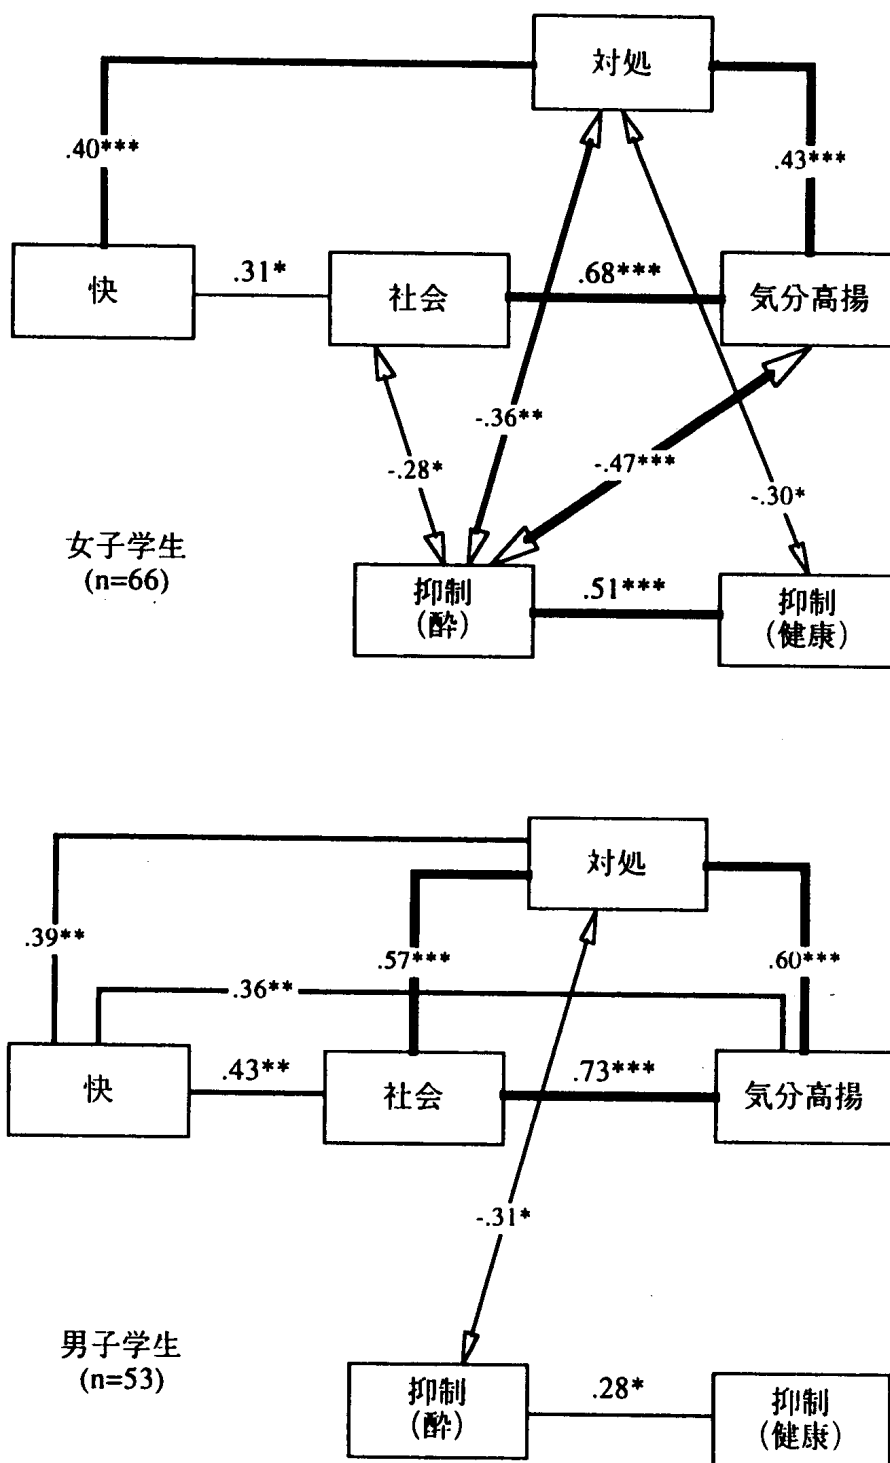 対処
.40***
.43***
快
.31*
社会
.68***
気分高揚
-.36**
-.28*
-.47***
-.30*
女子学生
(n=66)
抑制
(酔)
.51***
抑制
(健康)
対処
.39**
.57***
.60***
.36**
快
.43**
社会
.73***
気分高揚
-.31*
男子学生
(n=53)
抑制
(酔)
.28*
抑制
(健康)